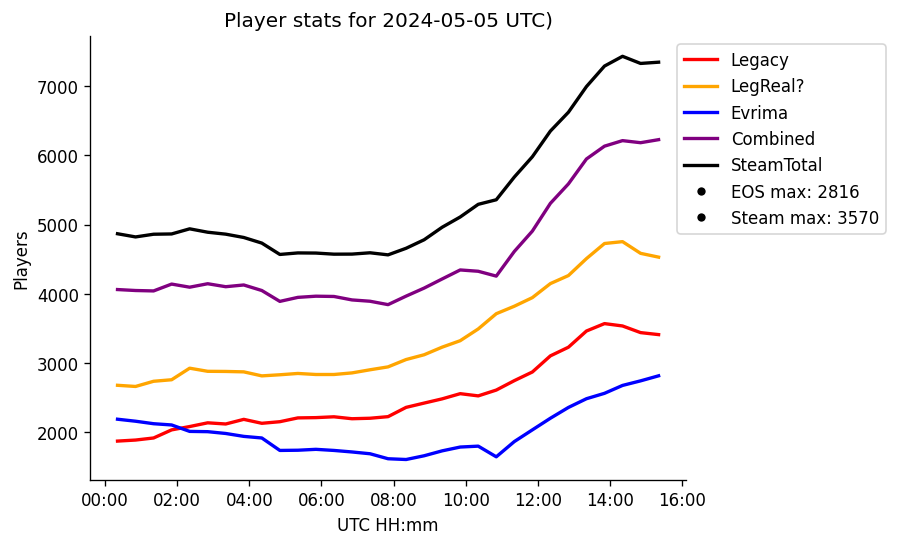 Player stats for 2024-05-05 UTC)
Legacy
LegReal?
Evrima
Combined
SteamTotal
EOS max: 2816
Steam max: 3570
Players
7000
6000
5000
4000
3000
2000
00:00 02:00 04:00 06:00 08:00 10:00 12:00 14:00 16:00
UTC HH:mm